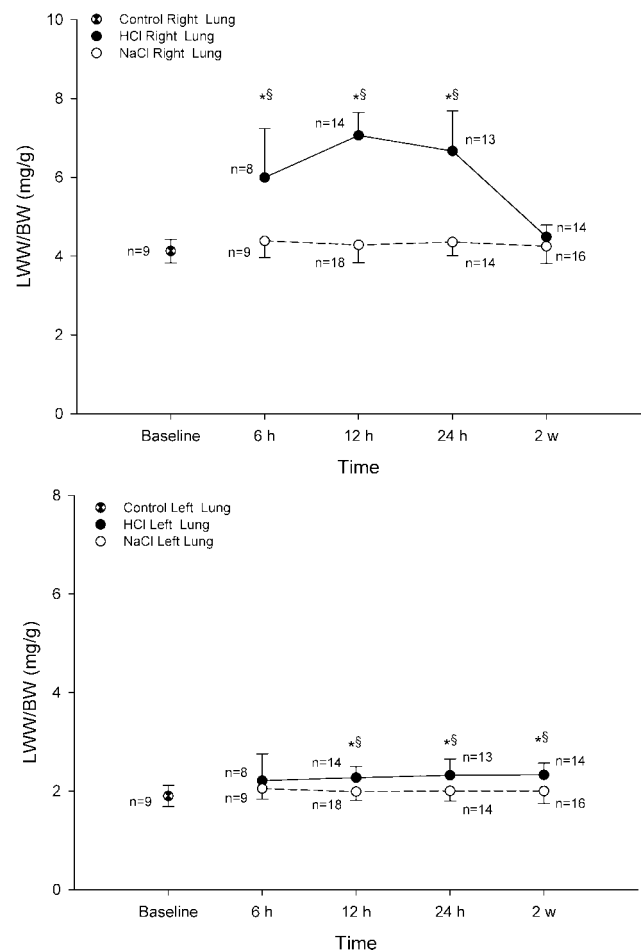 Control Right Lung
HCl Right Lung
NaCl Right Lung
10
8
6
4
2
0
LWW/BW (mg/g)
*§
*§
*§
n=14
n=13
n=8
n=14
n=9
n=9
n=18
n=14
n=16
Baseline
6 h
12 h
24 h
2 w
Time
Control Left Lung
HCl Left Lung
NaCl Left Lung
8
6
4
2
0
LWW/BW (mg/g)
*§
*§
*§
n=8
n=14
n=13
n=14
n=9
n=9
n=18
n=14
n=16
Baseline
6 h
12 h
24 h
2 w
Time